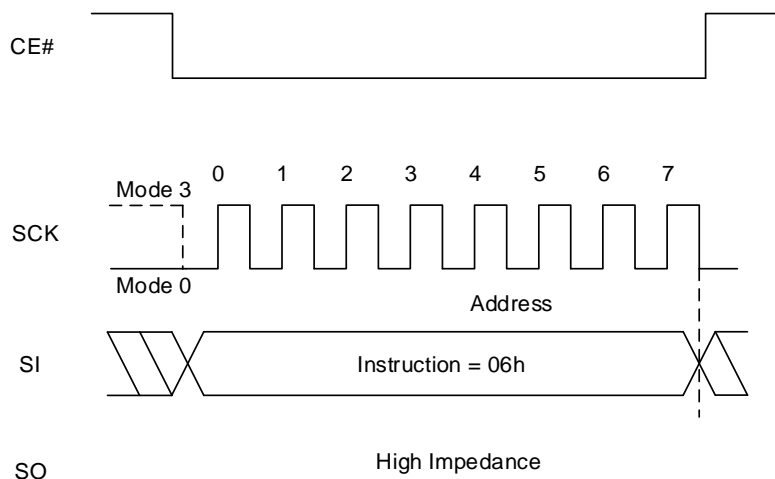 CE#
0 1 2 3 4 5 6 7
Mode 3
SCK
Mode 0
Address
SI
Instruction = 06h
High Impedance
SO